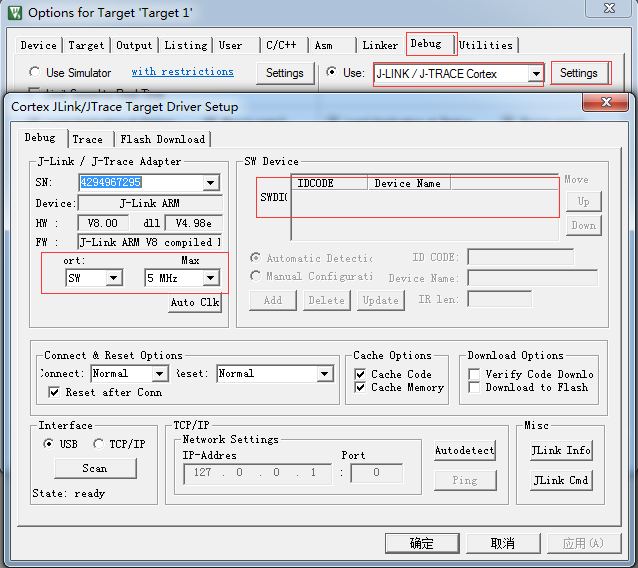 Options for Target 'Target 1'
Device Target Output Listing User C/C++ Asm Linker Debug Utilities
Use Simulator with restrictions Settings Use: J-LINK / J-TRACE Cortex Settings
Cortex JLink/JTrace Target Driver Setup
Debug Trace Flash Download
J-Link / J-Trace Adapter
SN: 4294967295
Device: J-Link ARM
HW : V8.00 dll V4.98e
FW : J-Link ARM V8 compiled
ort: Max
SW 5 MHz
Auto Clk
SW Device
IDCODE Device Name Move
SWDI
Up
Down
Automatic Detectio ID CODE:
Manual Configurati Device Name:
Add Delete Update IR len:
Connect & Reset Options
onnect: Normal eset: Normal
Reset after Conn
Cache Options
Cache Code
Cache Memory
Download Options
Verify Code Downlo
Download to Flash
Interface
USB TCP/IP
Scan
State: ready
TCP/IP
Network Settings
IP-Addres Port
127 . 0 . 0 . 1 : 0
Autodetect
Ping
Misc
JLink Info
JLink Cmd
确定 取消 应用(A)